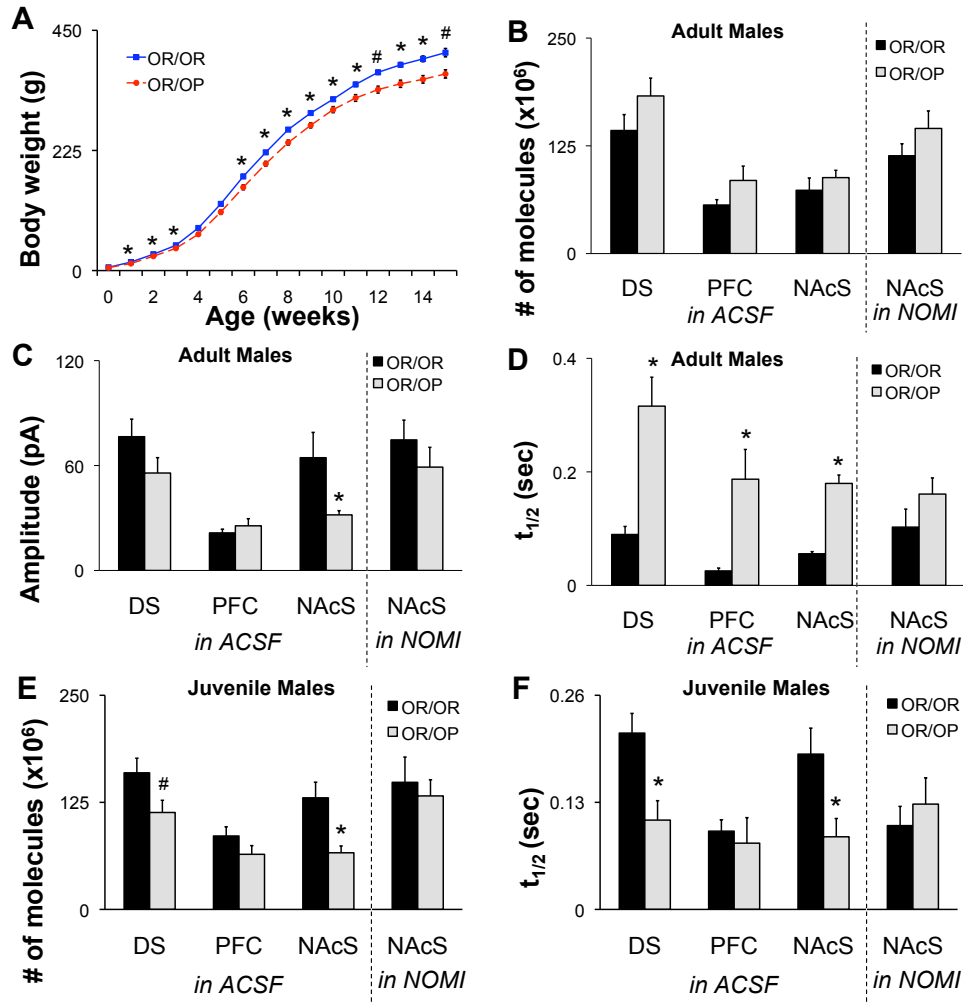 A
450
225
0
Body weight (g)
OR/OR
OR/OP
* * * * * * * * * # * * #
0 2 4 6 8 10 12 14
Age (weeks)
B
Adult Males
250
125
0
# of molecules (x10⁶)
OR/OR
OR/OP
DS PFC NAcS NAcS
in ACSF in NOMI
C
Adult Males
120
60
0
Amplitude (pA)
OR/OR
OR/OP
*
DS PFC NAcS NAcS
in ACSF in NOMI
D
Adult Males
0.4
0.2
0
t1/2 (sec)
OR/OR
OR/OP
* * *
DS PFC NAcS NAcS
in ACSF in NOMI
E
Juvenile Males
250
125
0
# of molecules (x10⁶)
OR/OR
OR/OP
# *
DS PFC NAcS NAcS
in ACSF in NOMI
F
Juvenile Males
0.26
0.13
0
t1/2 (sec)
OR/OR
OR/OP
* *
DS PFC NAcS NAcS
in ACSF in NOMI